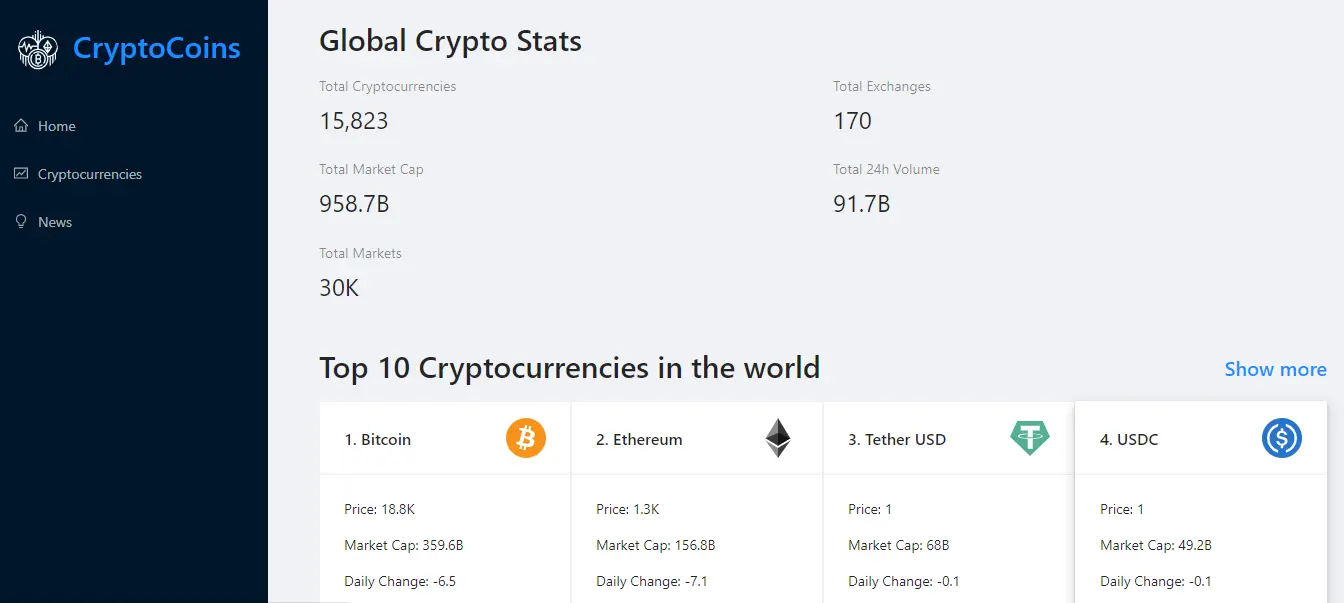 CryptoCoins
Home
Cryptocurrencies
News
Global Crypto Stats
Total Cryptocurrencies
15,823
Total Exchanges
170
Total Market Cap
958.7B
Total 24h Volume
91.7B
Total Markets
30K
Top 10 Cryptocurrencies in the world
Show more
1. Bitcoin
Price: 18.8K
Market Cap: 359.6B
Daily Change: -6.5
2. Ethereum
Price: 1.3K
Market Cap: 156.8B
Daily Change: -7.1
3. Tether USD
Price: 1
Market Cap: 68B
Daily Change: -0.1
4. USDC
Price: 1
Market Cap: 49.2B
Daily Change: -0.1